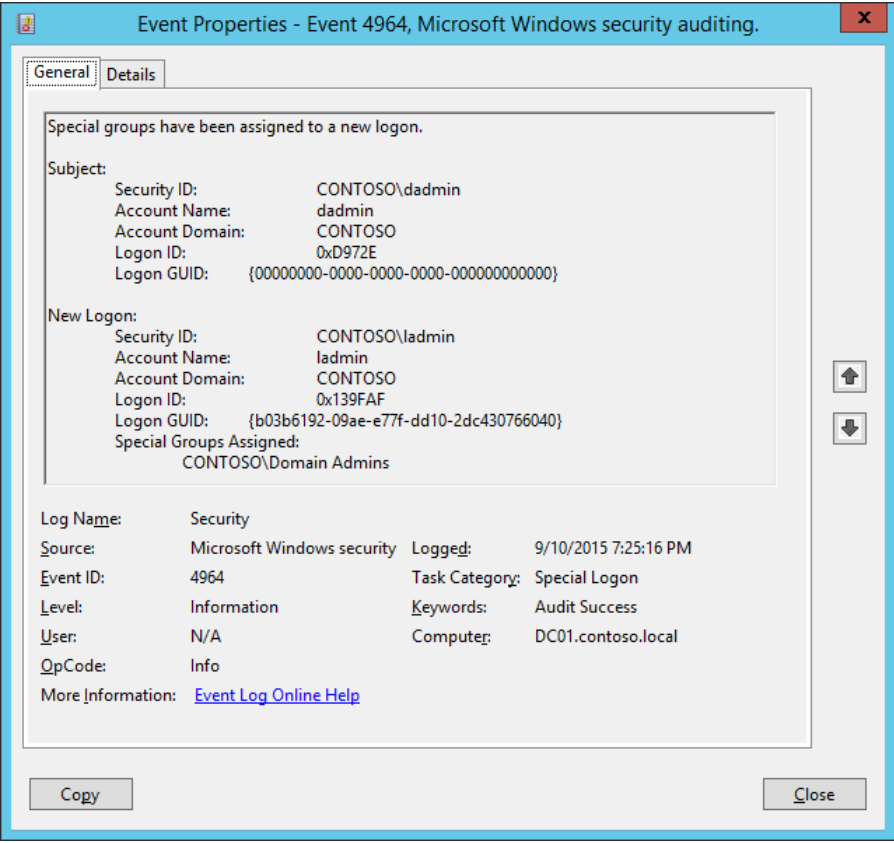 Event Properties - Event 4964, Microsoft Windows security auditing.
x
General Details
Special groups have been assigned to a new logon.
Subject:
Security ID: CONTOSO\dadmin
Account Name: dadmin
Account Domain: CONTOSO
Logon ID: 0xD972E
Logon GUID: {00000000-0000-0000-0000-000000000000}
New Logon:
Security ID: CONTOSO\ladmin
Account Name: ladmin
Account Domain: CONTOSO
Logon ID: 0x139FAF
Logon GUID: {b03b6192-09ae-e77f-dd10-2dc430766040}
Special Groups Assigned:
CONTOSO\Domain Admins
Log Name: Security
Source: Microsoft Windows security Logged: 9/10/2015 7:25:16 PM
Event ID: 4964 Task Category: Special Logon
Level: Information Keywords: Audit Success
User: N/A Computer: DC01.contoso.local
OpCode: Info
More Information: Event Log Online Help
Copy Close